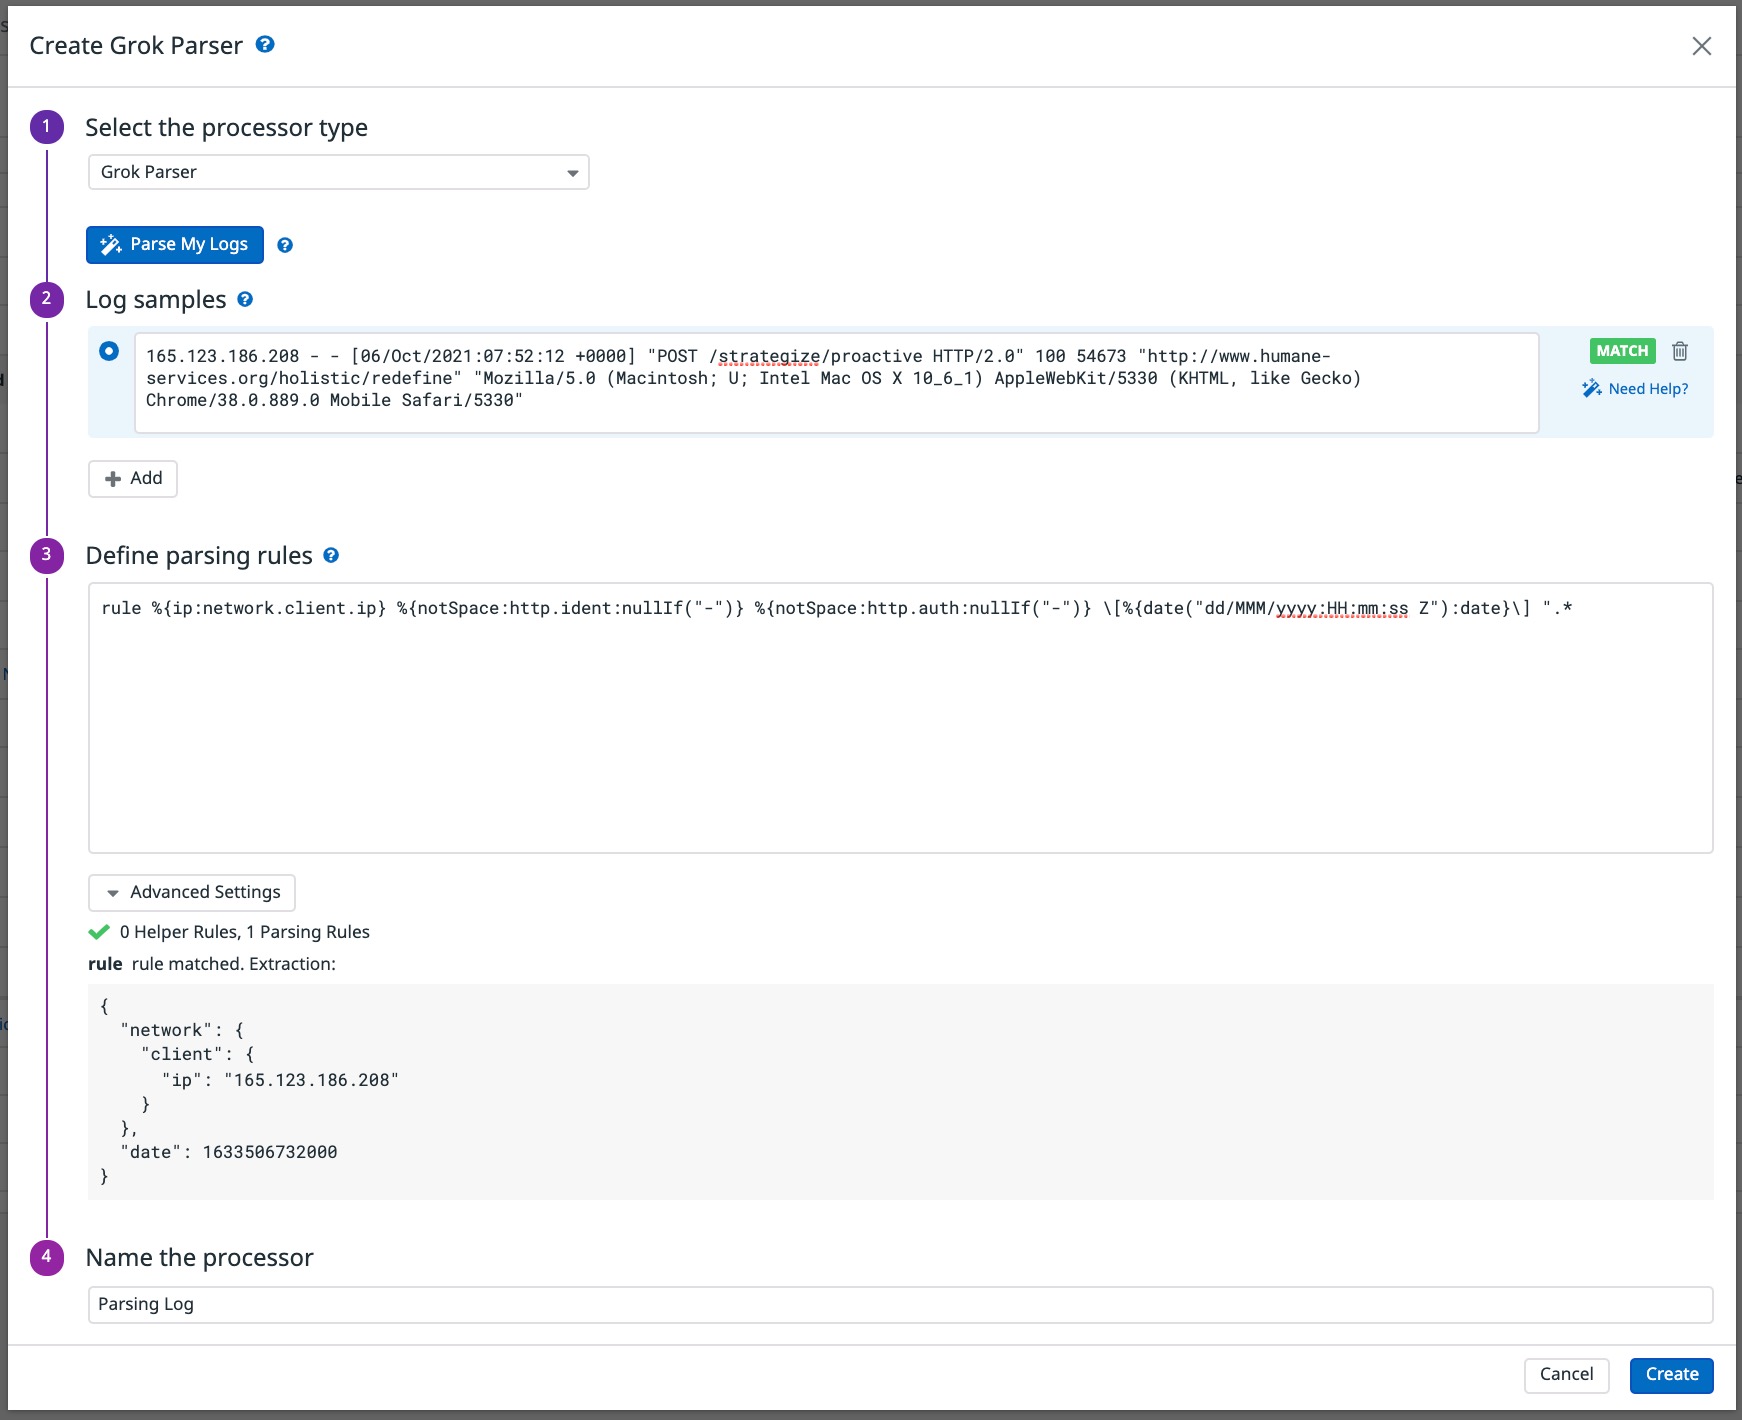 Create Grok Parser ?
1 Select the processor type
Grok Parser
Parse My Logs ?
2 Log samples ?
165.123.186.208 - - [06/Oct/2021:07:52:12 +0000] "POST /strategize/proactive HTTP/2.0" 100 54673 "http://www.humane-
services.org/holistic/redefine" "Mozilla/5.0 (Macintosh; U; Intel Mac OS X 10_6_1) AppleWebKit/5330 (KHTML, like Gecko)
Chrome/38.0.889.0 Mobile Safari/5330"
MATCH
Need Help?
Add
3 Define parsing rules ?
rule %{ip:network.client.ip} %{notSpace:http.ident:nullIf("-")} %{notSpace:http.auth:nullIf("-")} \[%{date("dd/MMM/yyyy:HH:mm:ss Z"):date}\] ".*
Advanced Settings
0 Helper Rules, 1 Parsing Rules
rule rule matched. Extraction:
{
"network": {
"client": {
"ip": "165.123.186.208"
}
},
"date": 1633506732000
}
4 Name the processor
Parsing Log
Cancel
Create